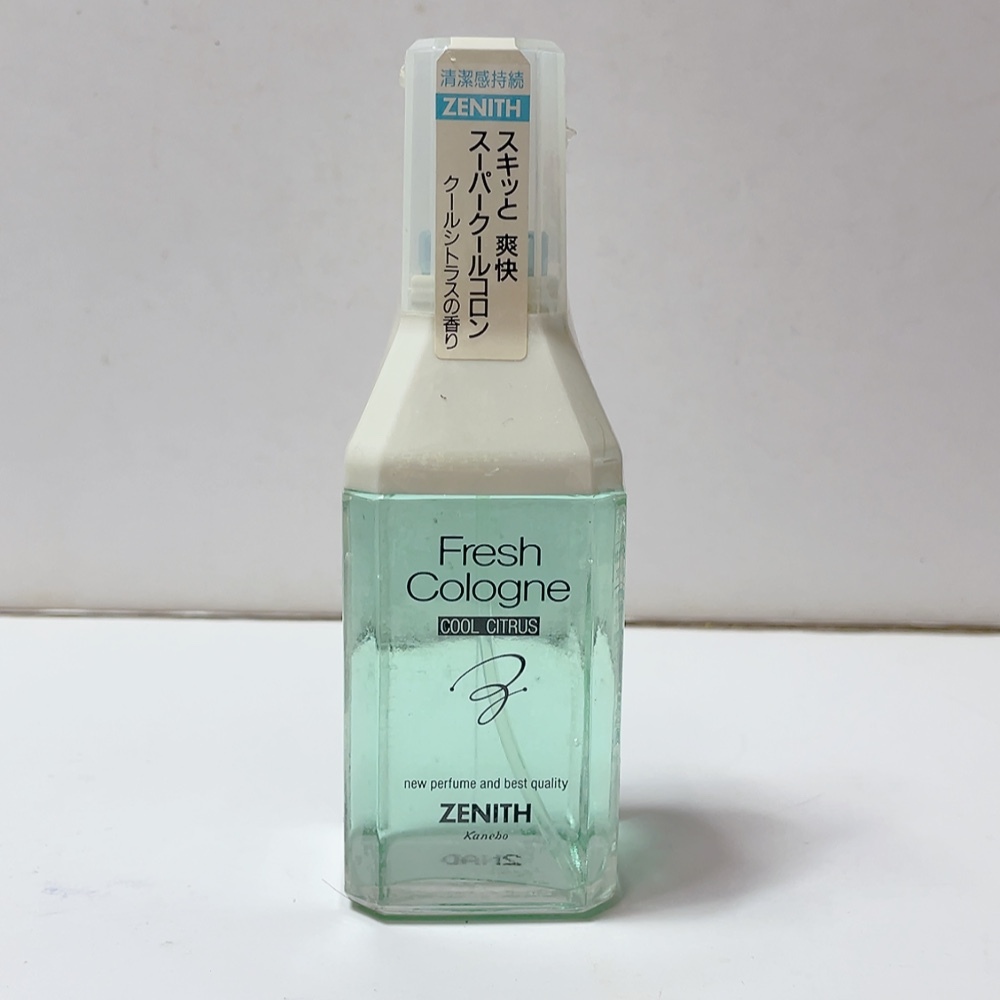 清潔感持続
ZENITH
スキッと 爽快
スーパークールコロン
クールシトラスの香り
Fresh
Cologne
COOL CITRUS
new perfume and best quality
ZENITH
Kanebo